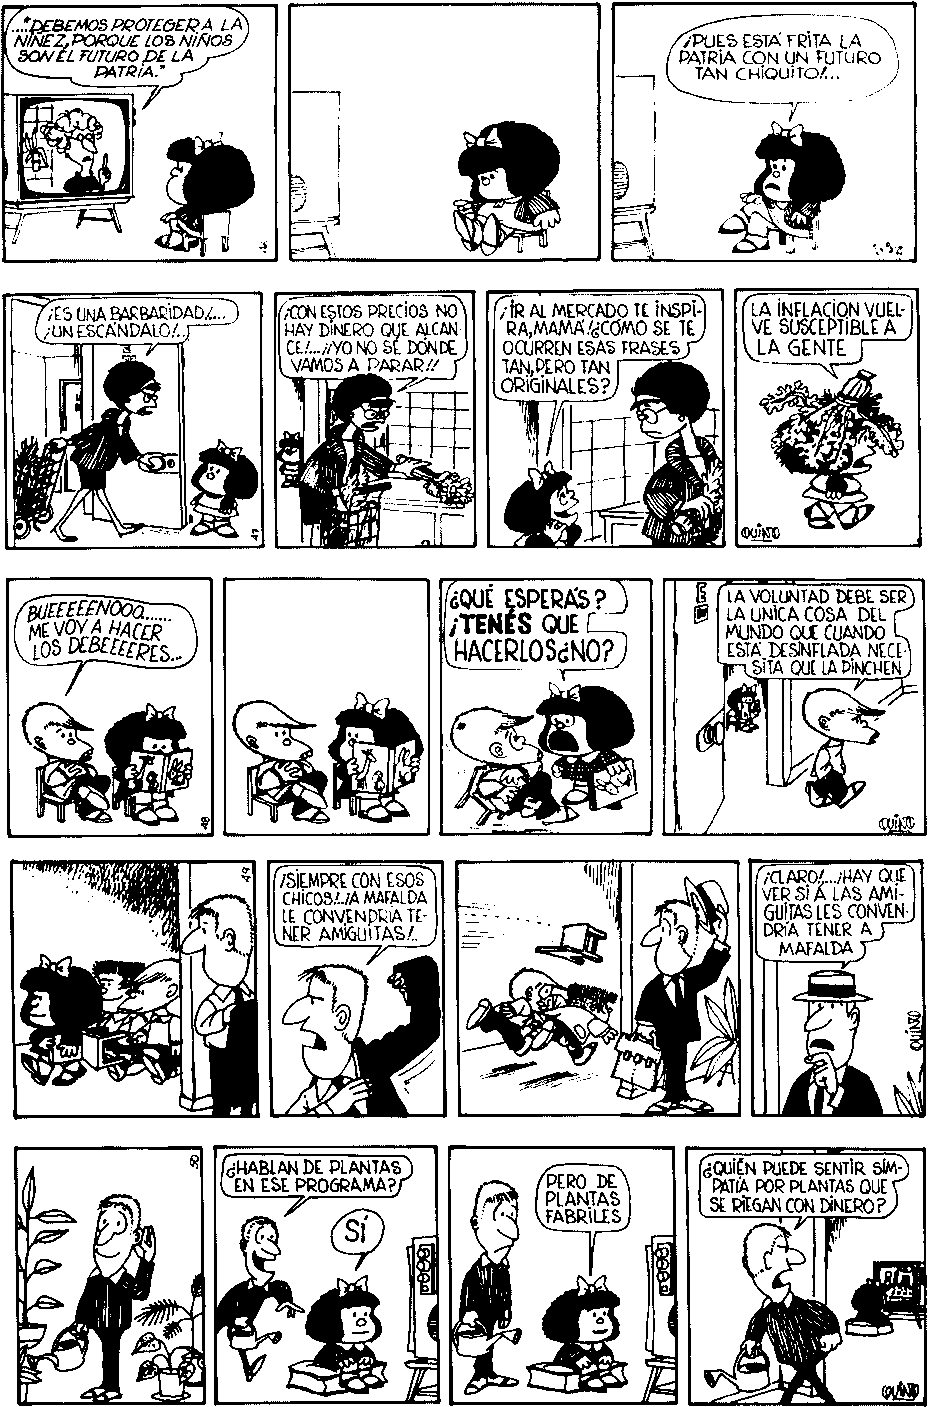 ...."DEBEMOS PROTEGER A LA
NIÑEZ, PORQUE LOS NIÑOS
SON EL FUTURO DE LA
PATRIA."
¡PUES ESTÁ FRITA LA
PATRIA CON UN FUTURO
TAN CHIQUITO!...
¡ES UNA BARBARIDAD!....
¡UN ESCÁNDALO!..
47
¡CON ESTOS PRECIOS NO
HAY DINERO QUE ALCAN-
CE!...¡¡YO NO SÉ DÓNDE
VAMOS A PARAR!!
¡IR AL MERCADO TE INSPI-
RA, MAMÁ! ¿CÓMO SE TE
OCURREN ESAS FRASES
TAN, PERO TAN
ORIGINALES?
LA INFLACION VUEL-
VE SUSCEPTIBLE A
LA GENTE
QUINO
BUEEEEENOOO......
ME VOY A HACER
LOS DEBEEEERES...
48
¿QUÉ ESPERÁS?
¡TENÉS QUE
HACERLOS ¿NO?
LA VOLUNTAD DEBE SER
LA UNICA COSA DEL
MUNDO QUE CUANDO
ESTÁ DESINFLADA NECE-
SITA QUE LA PINCHEN
QUINO
49
¡SIEMPRE CON ESOS
CHICOS!..¡A MAFALDA
LE CONVENDRÍA TE-
NER AMIGUITAS!..
¡CLARO!...¡HAY QUE
VER SI A LAS AMI-
GUITAS LES CONVEN-
DRÍA TENER A
MAFALDA
QUINO
¿HABLAN DE PLANTAS
EN ESE PROGRAMA?
SÍ
PERO DE
PLANTAS
FABRILES
¿QUIÉN PUEDE SENTIR SIM-
PATÍA POR PLANTAS QUE
SE RIEGAN CON DINERO?
QUINO